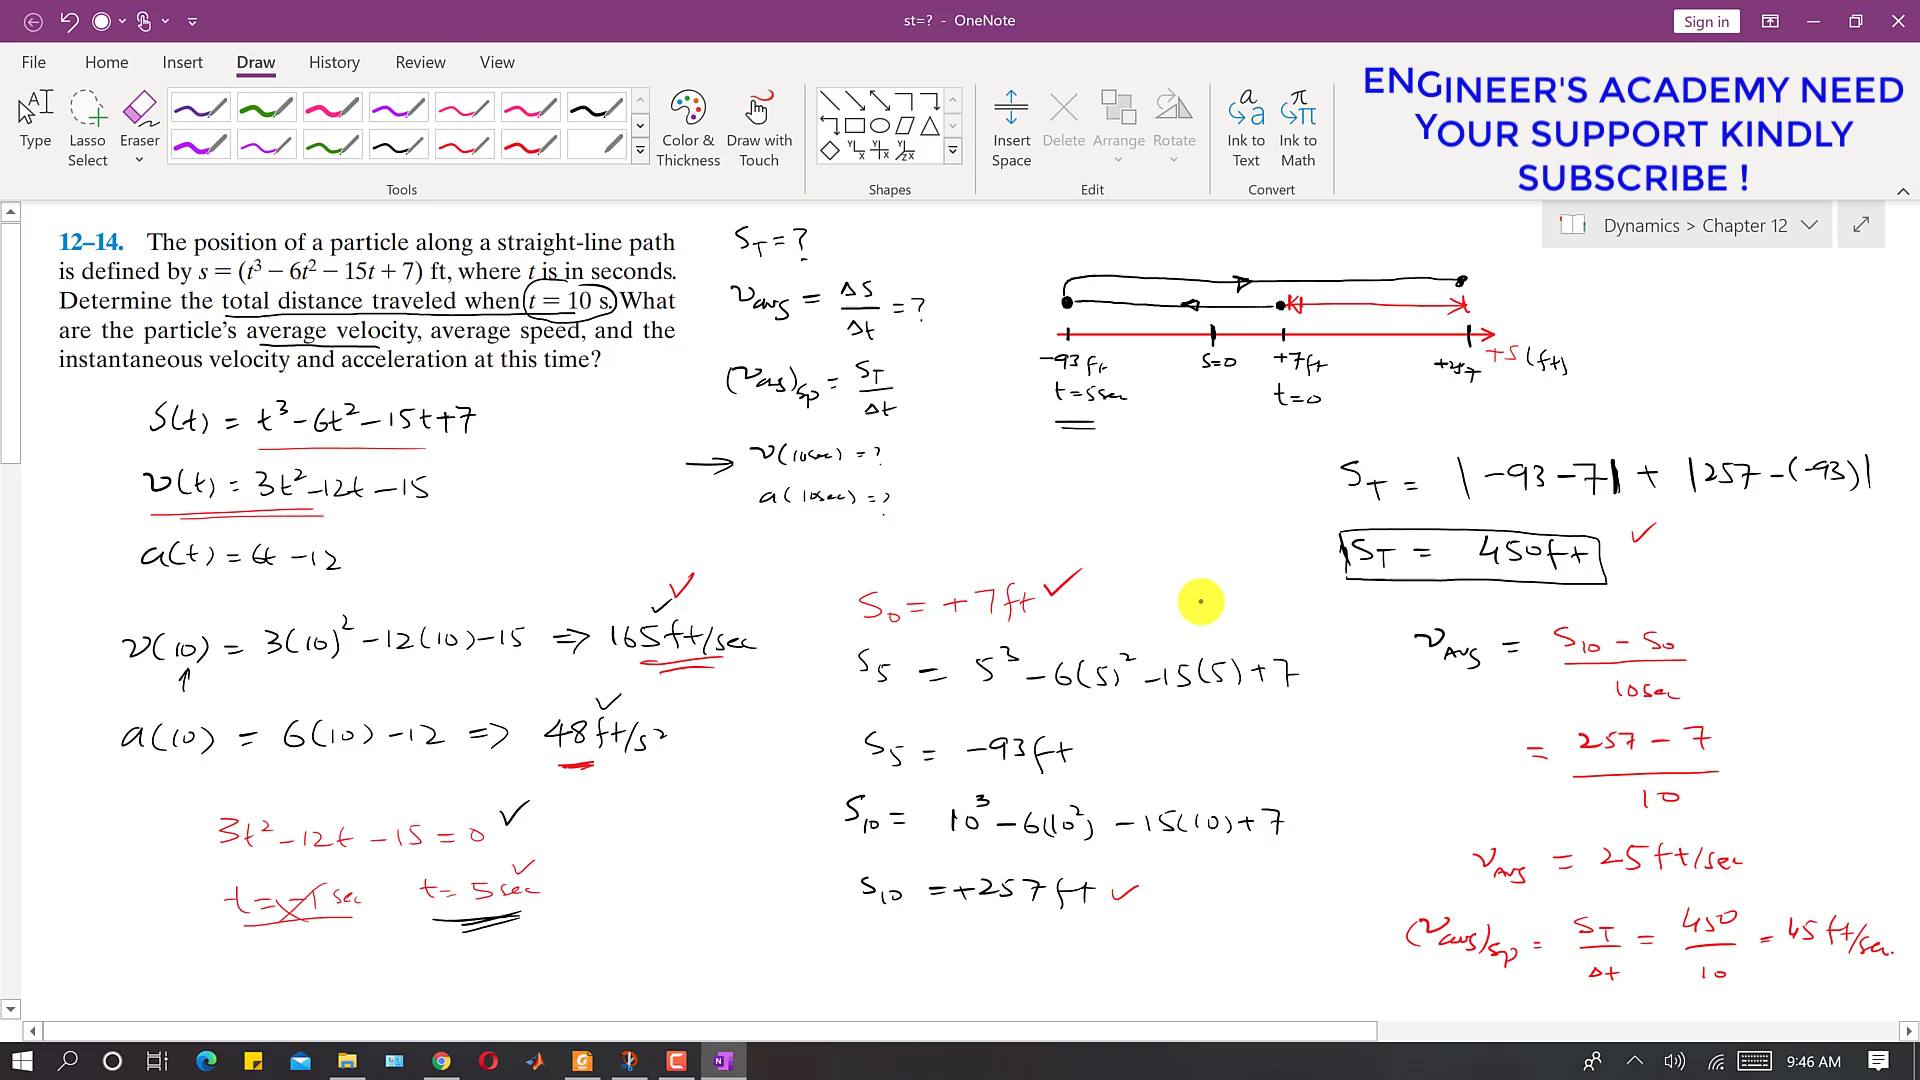 st=? - OneNote
Sign in
File Home Insert Draw History Review View
Type
Lasso Select
Eraser
Color & Thickness
Draw with Touch
Insert Space
Delete
Arrange
Rotate
Ink to Text
Ink to Math
Tools
Shapes
Edit
Convert
ENGINEER'S ACADEMY NEED
YOUR SUPPORT KINDLY
SUBSCRIBE !
Dynamics > Chapter 12
12–14. The position of a particle along a straight-line path
is defined by s = (t³ − 6t² − 15t + 7) ft, where t is in seconds.
Determine the total distance traveled when t = 10 s. What
are the particle's average velocity, average speed, and the
instantaneous velocity and acceleration at this time?
S(t) = t³ - 6t² - 15t + 7
v(t) = 3t² - 12t - 15
a(t) = 6t - 12
v(10) = 3(10)² - 12(10) - 15 => 165 ft/sec
a(10) = 6(10) - 12 => 48 ft/s²
3t² - 12t - 15 = 0
t = -1 sec t = 5 sec
S_T = ?
v_avg = ΔS/Δt = ?
(v_avg)_sp = S_T/Δt
→ v(10sec) = ?
a(10sec) = ?
-93 ft s=0 +7ft +257 +S (ft)
t=5sec t=0
S₀ = +7ft
S₅ = 5³ - 6(5)² - 15(5) + 7
S₅ = -93 ft
S₁₀ = 10³ - 6(10²) - 15(10) + 7
S₁₀ = +257 ft
S_T = |-93 - 7| + |257 - (-93)|
S_T = 450 ft
v_Avg = S₁₀ - S₀ / 10sec
= 257 - 7 / 10
v_Avg = 25 ft/sec
(v_avg)_sp = S_T/Δt = 450/10 = 45 ft/sec.
9:46 AM